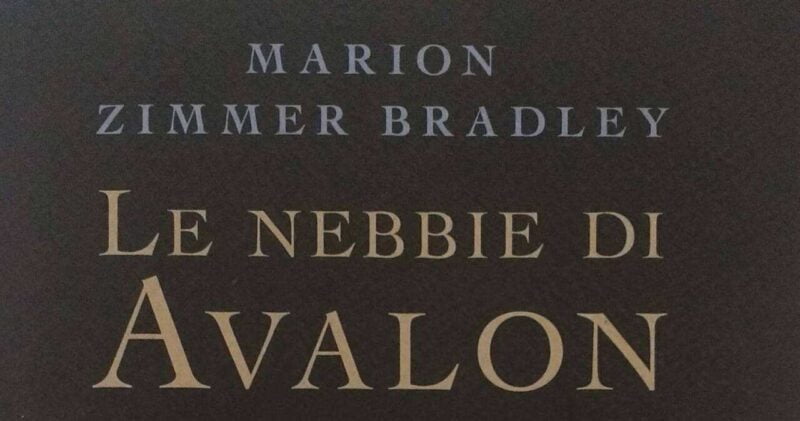 MARION
ZIMMER BRADLEY
LE NEBBIE DI
AVALON